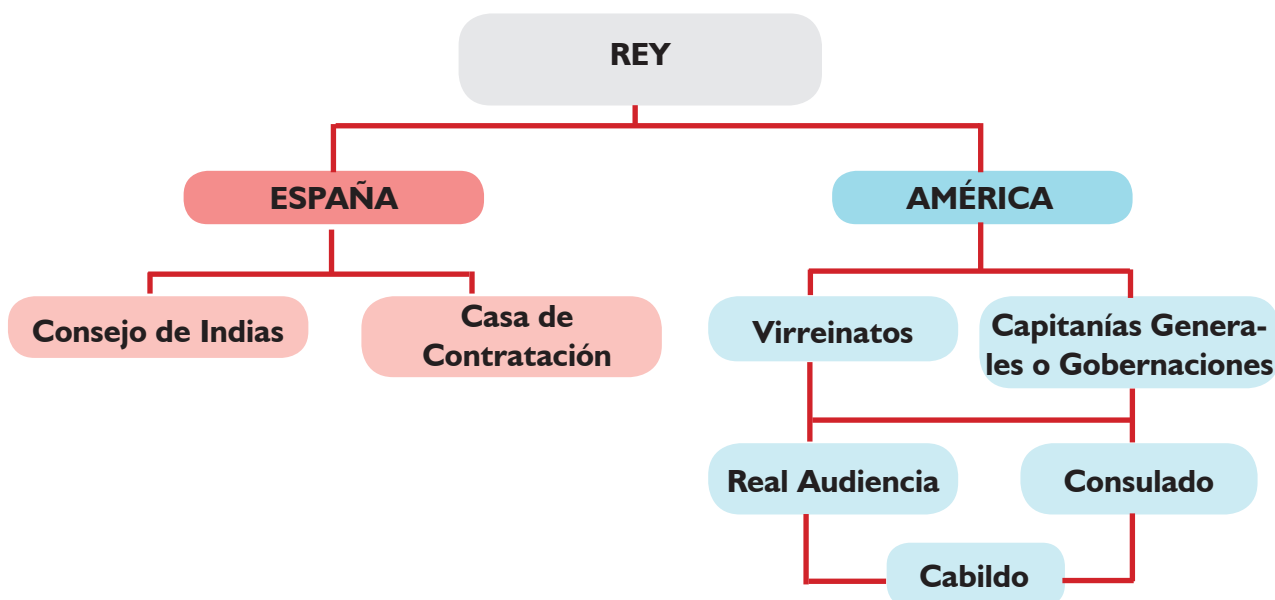 REY
ESPAÑA
AMÉRICA
Consejo de Indias
Casa de
Contratación
Virreinatos
Capitanías Genera-
les o Gobernaciones
Real Audiencia
Consulado
Cabildo